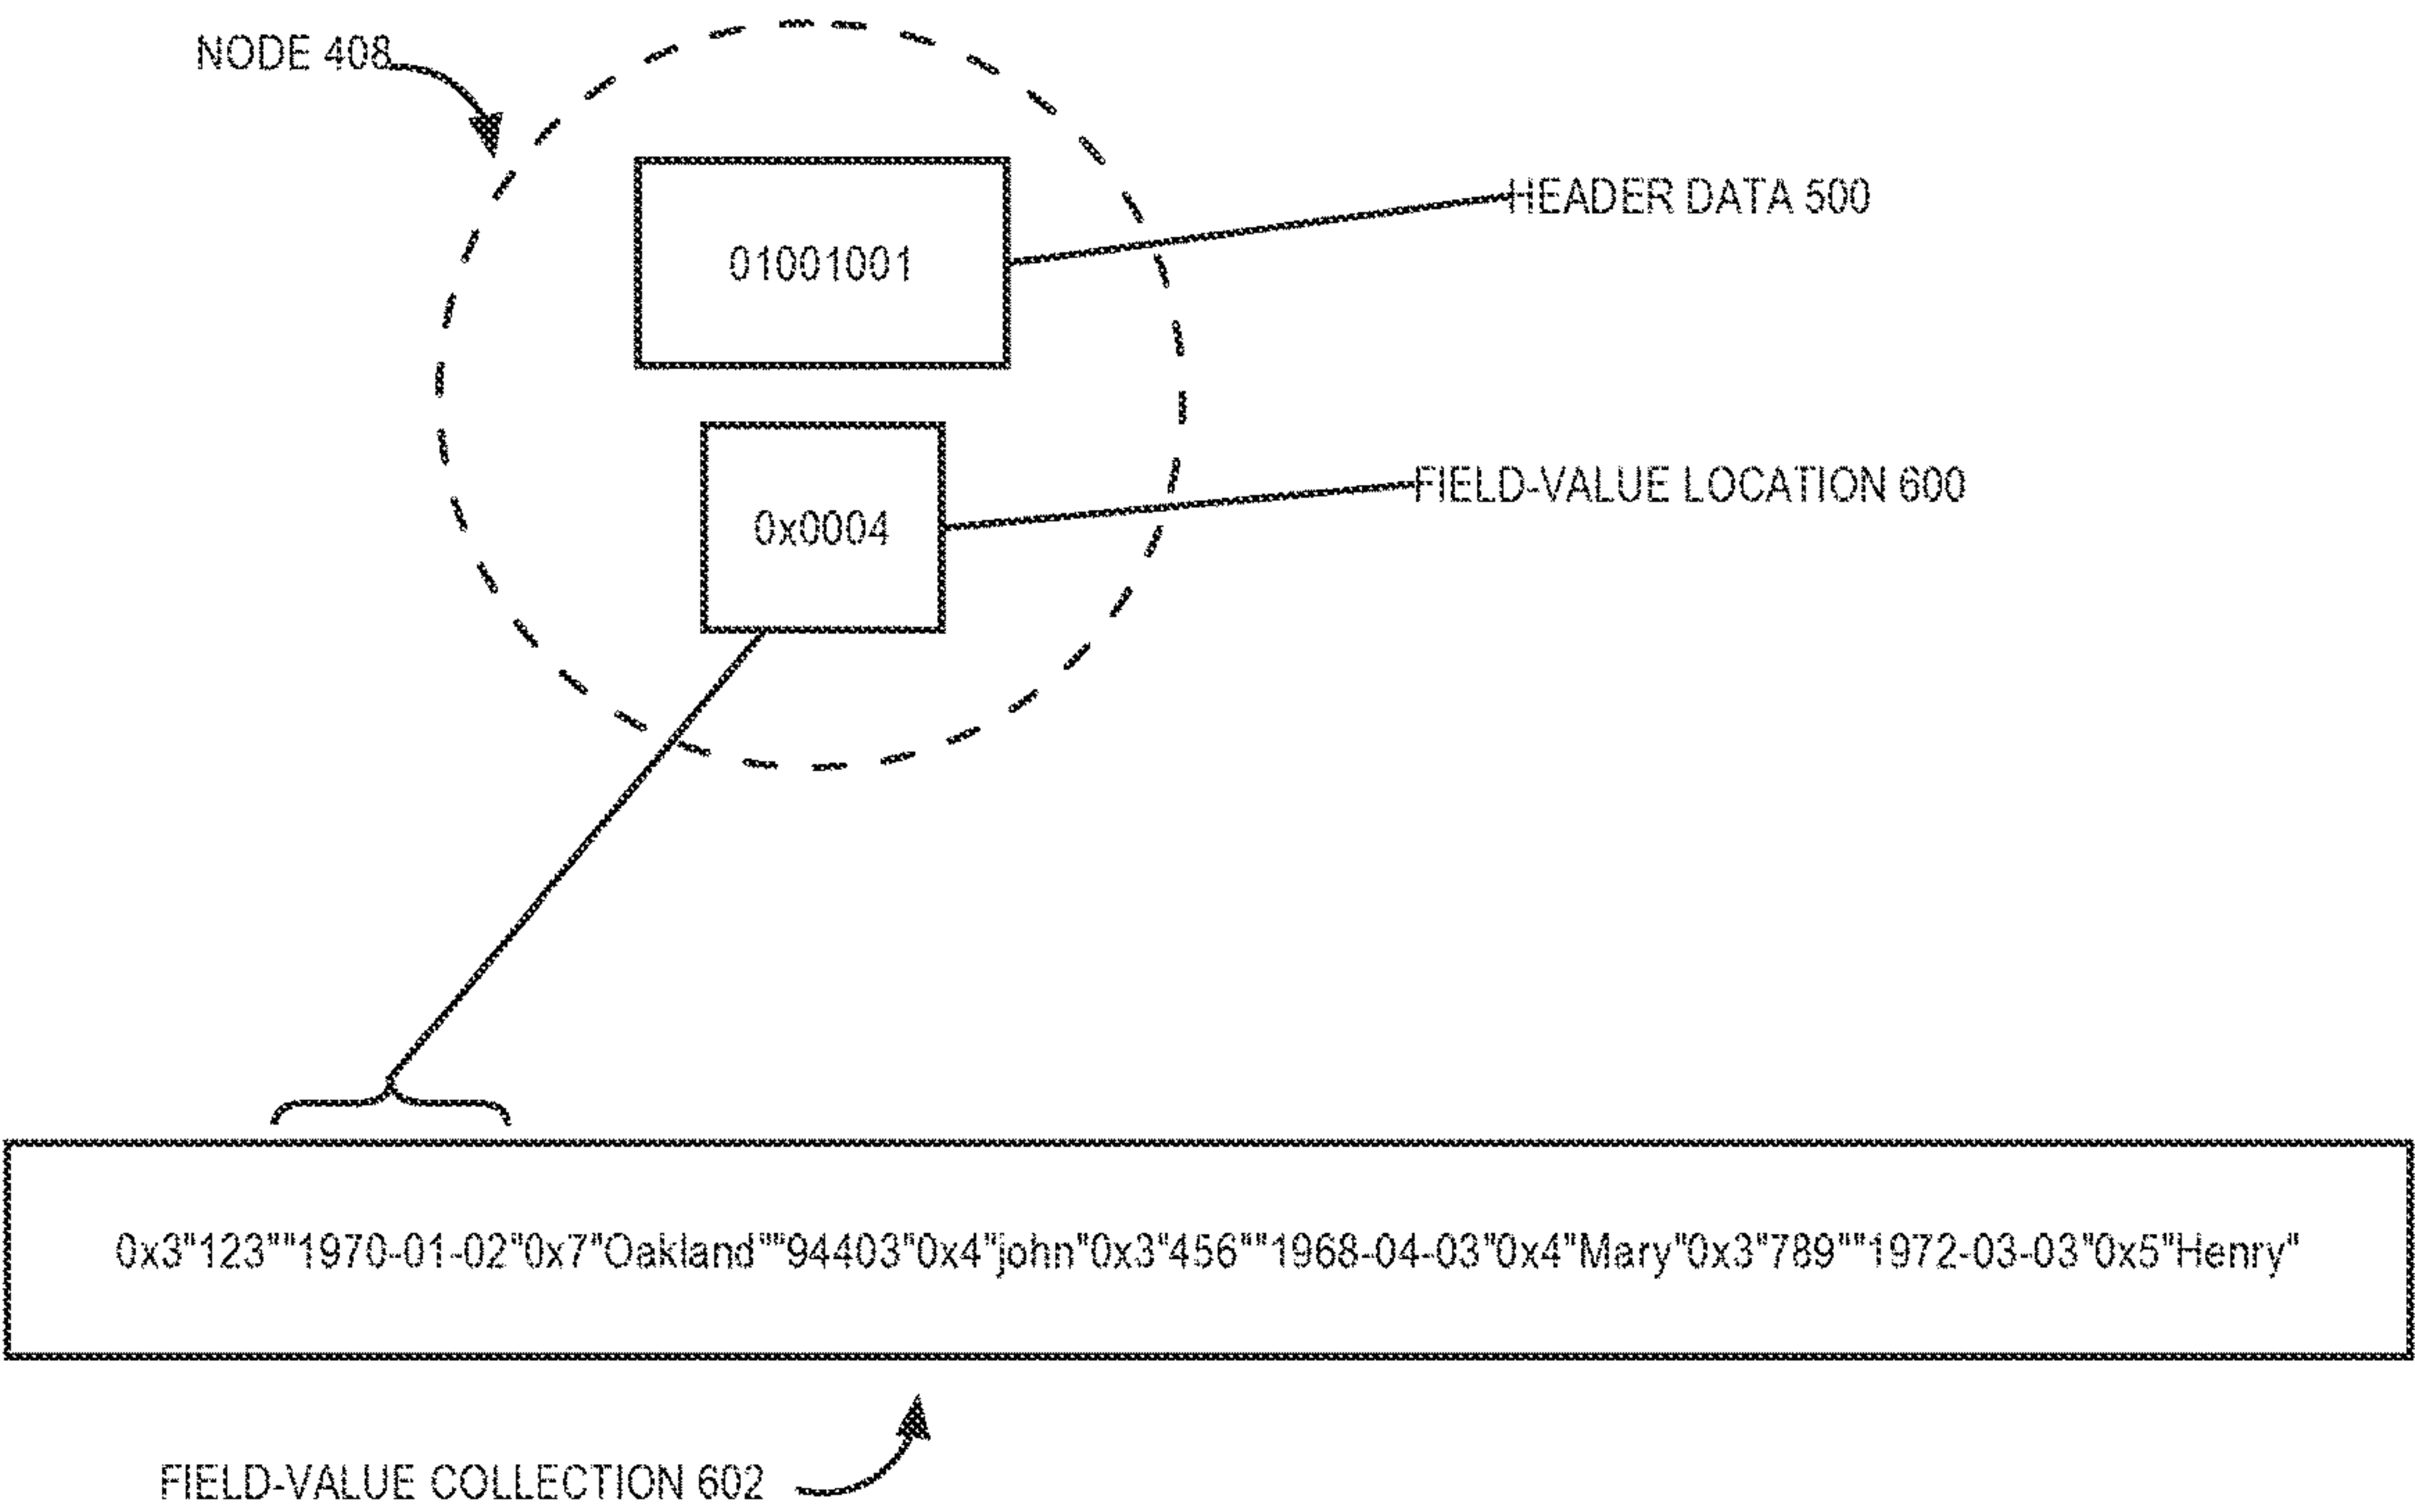 NODE 408
HEADER DATA 500
01001001
FIELD-VALUE LOCATION 600
0x0004
0x3"123""1970-01-02"0x7"Oakland""94403"0x4"john"0x3"456""1968-04-03"0x4"Mary"0x3"789""1972-03-03"0x5"Henry"
FIELD-VALUE COLLECTION 602